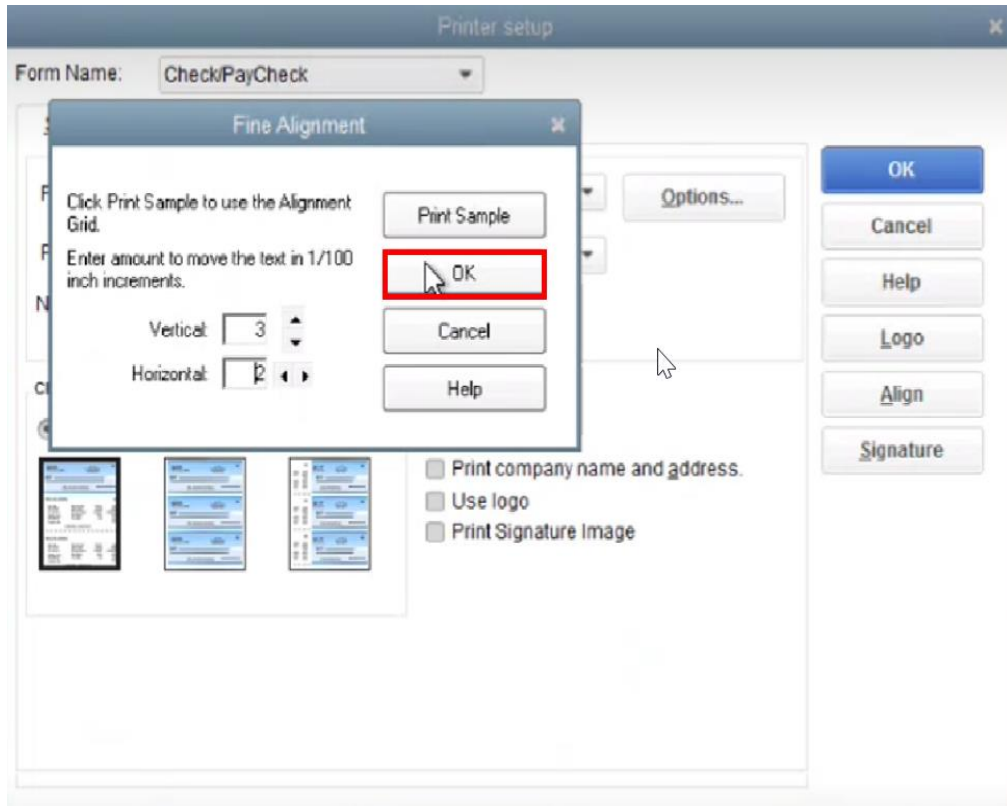 Printer setup
Form Name: Check/PayCheck
Fine Alignment
Click Print Sample to use the Alignment
Grid.
Enter amount to move the text in 1/100
inch increments.
Vertical: 3
Horizontal: 2
Print Sample
OK
Cancel
Help
Options...
OK
Cancel
Help
Logo
Align
Signature
Print company name and address.
Use logo
Print Signature Image